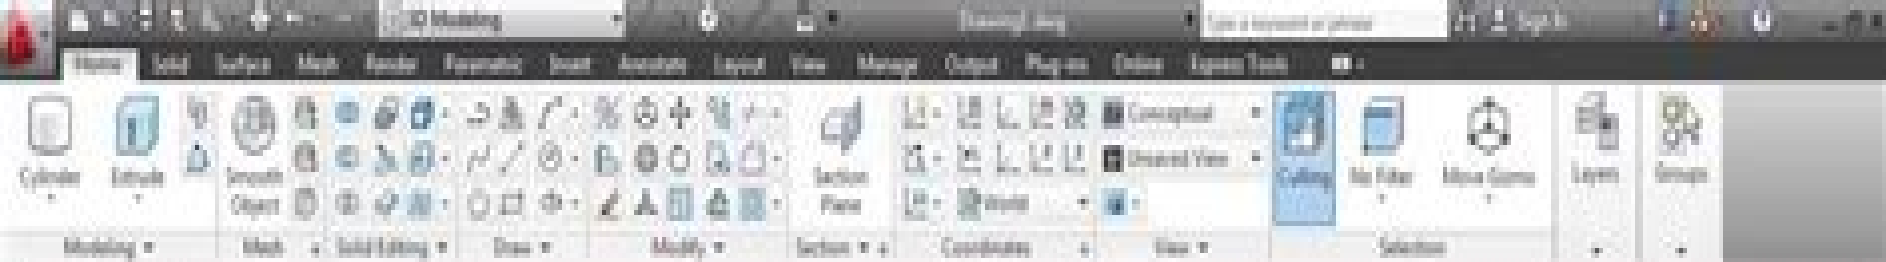 3D Modeling Drawing1.dwg Type a keyword or phrase Sign In
Home Solid Surface Mesh Render Parametric Insert Annotate Layout View Manage Output Plug-ins Online Express Tools
Conceptual
Unsaved View
Cylinder Extrude Smooth Object Section Plane Culling No Filter Move Gizmo Layers Groups
World
Modeling Mesh Solid Editing Draw Modify Section Coordinates View Selection